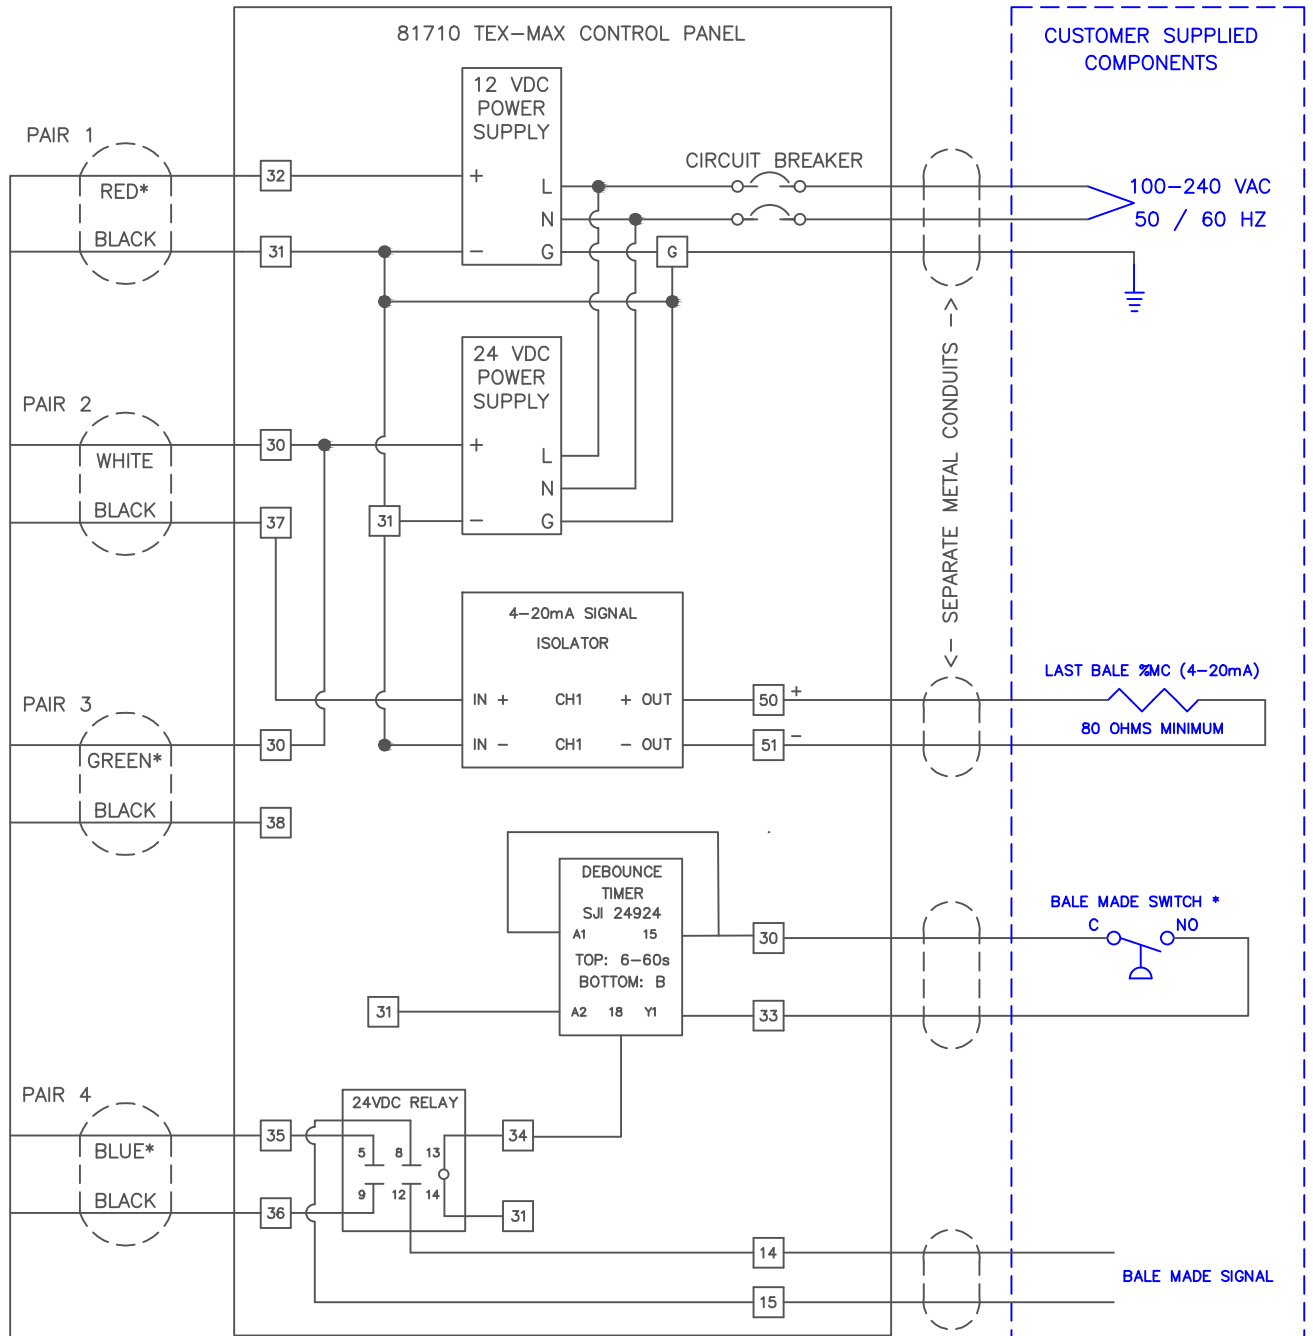 81710 TEX-MAX CONTROL PANEL
CUSTOMER SUPPLIED
COMPONENTS
12 VDC
POWER
SUPPLY
+
-
L
N
G
PAIR 1
RED*
BLACK
32
31
CIRCUIT BREAKER
G
100-240 VAC
50 / 60 HZ
24 VDC
POWER
SUPPLY
+
-
L
N
G
PAIR 2
WHITE
BLACK
30
37
31
<- SEPARATE METAL CONDUITS ->
4-20mA SIGNAL
ISOLATOR
IN + CH1 + OUT
IN - CH1 - OUT
50 +
51 -
LAST BALE %MC (4-20mA)
80 OHMS MINIMUM
PAIR 3
GREEN*
BLACK
30
38
DEBOUNCE
TIMER
SJI 24924
A1 15
TOP: 6-60s
BOTTOM: B
A2 18 Y1
31
30
33
BALE MADE SWITCH *
C NO
PAIR 4
BLUE*
BLACK
35
36
24VDC RELAY
5 8 13
9 12 14
34
31
14
15
BALE MADE SIGNAL